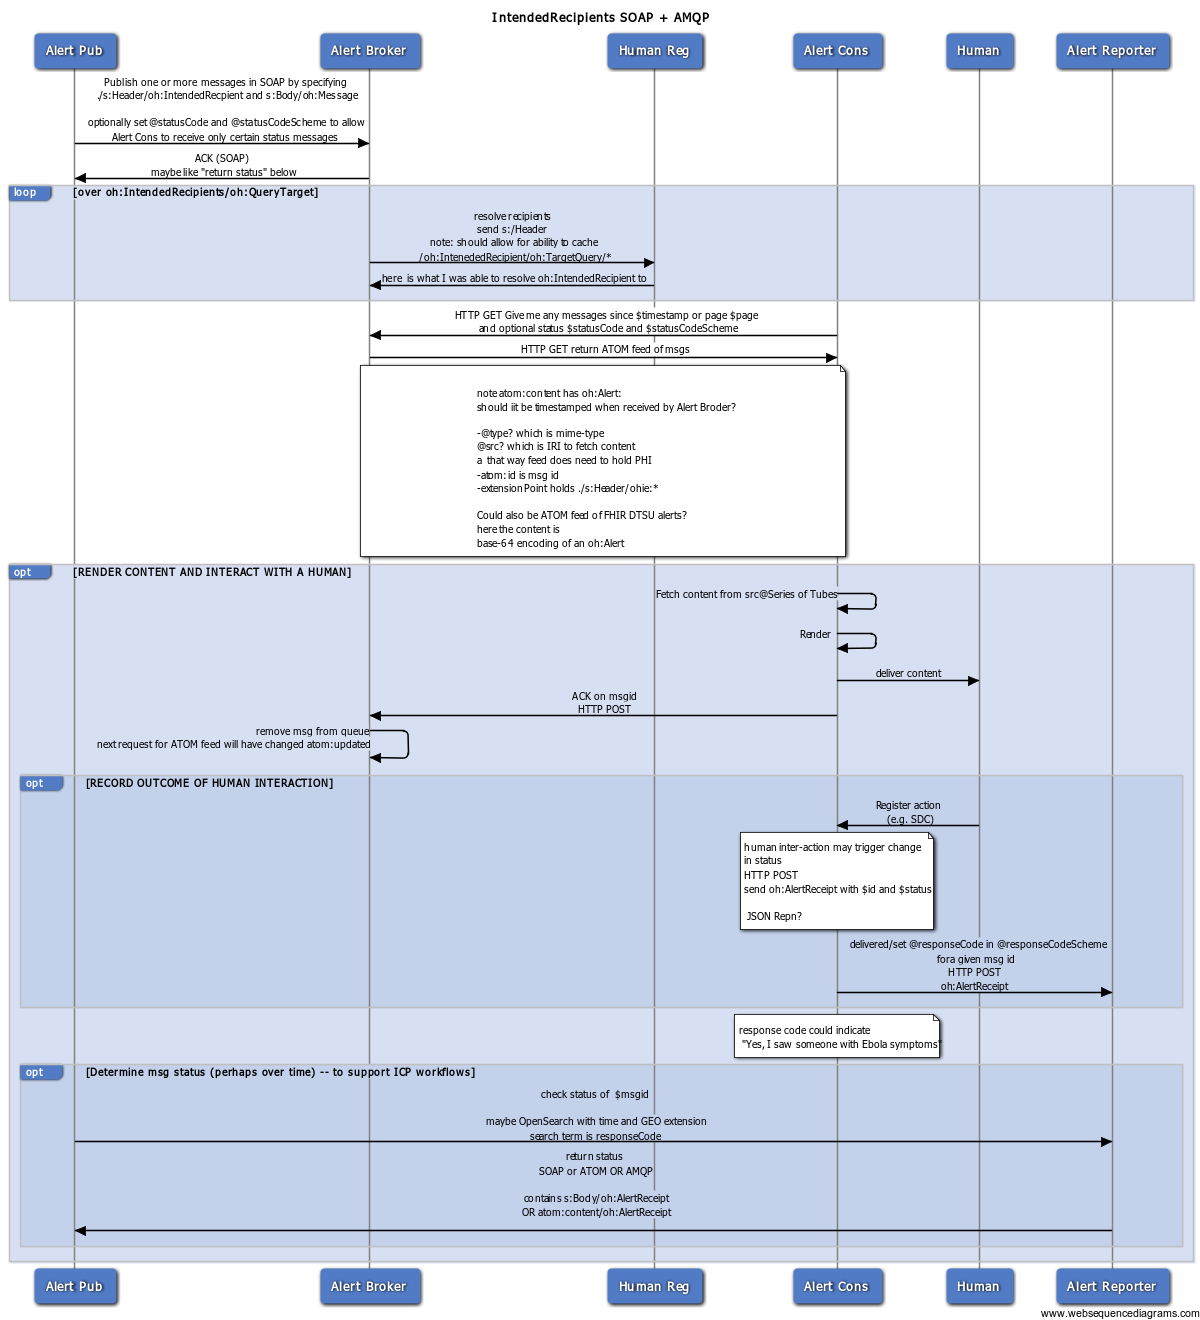 IntendedRecipients SOAP + AMQP
Alert Pub
Alert Broker
Human Reg
Alert Cons
Human
Alert Reporter
Publish one or more messages in SOAP by specifying
./s:Header/oh:IntendedRecpient and s:Body/oh:Message
optionally set @statusCode and @statusCodeScheme to allow
Alert Cons to receive only certain status messages
ACK (SOAP)
maybe like "return status" below
loop
[over oh:IntendedRecipients/oh:QueryTarget]
resolve recipients
send s:/Header
note: should allow for ability to cache
/oh:IntenededRecipient/oh:TargetQuery/*
here is what I was able to resolve oh:IntendedRecipient to
HTTP GET Give me any messages since $timestamp or page $page
and optional status $statusCode and $statusCodeScheme
HTTP GET return ATOM feed of msgs
note atom:content has oh:Alert:
should iit be timestamped when received by Alert Broder?
-@type? which is mime-type
@src? which is IRI to fetch content
a that way feed does need to hold PHI
-atom:id is msg id
-extensionPoint holds ./s:Header/ohie:*
Could also be ATOM feed of FHIR DTSU alerts?
here the content is
base-64 encoding of an oh:Alert
opt
[RENDER CONTENT AND INTERACT WITH A HUMAN]
Fetch content from src@Series of Tubes
Render
deliver content
ACK on msgid
HTTP POST
remove msg from queue
next request for ATOM feed will have changed atom:updated
opt
[RECORD OUTCOME OF HUMAN INTERACTION]
Register action
(e.g. SDC)
human inter-action may trigger change
in status
HTTP POST
send oh:AlertReceipt with $id and $status
JSON Repn?
delivered/set @responseCode in @responseCodeScheme
fora given msg id
HTTP POST
oh:AlertReceipt
response code could indicate
"Yes, I saw someone with Ebola symptoms"
opt
[Determine msg status (perhaps over time) -- to support ICP workflows]
check status of $msgid
maybe OpenSearch with time and GEO extension
search term is responseCode
return status
SOAP or ATOM OR AMQP
contains s:Body/oh:AlertReceipt
OR atom:content/oh:AlertReceipt
Alert Pub
Alert Broker
Human Reg
Alert Cons
Human
Alert Reporter
www.websequencediagrams.com